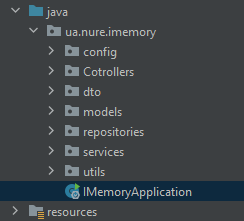 java
ua.nure.imemory
config
Cotrollers
dto
models
repositories
services
utils
IMemoryApplication
resources